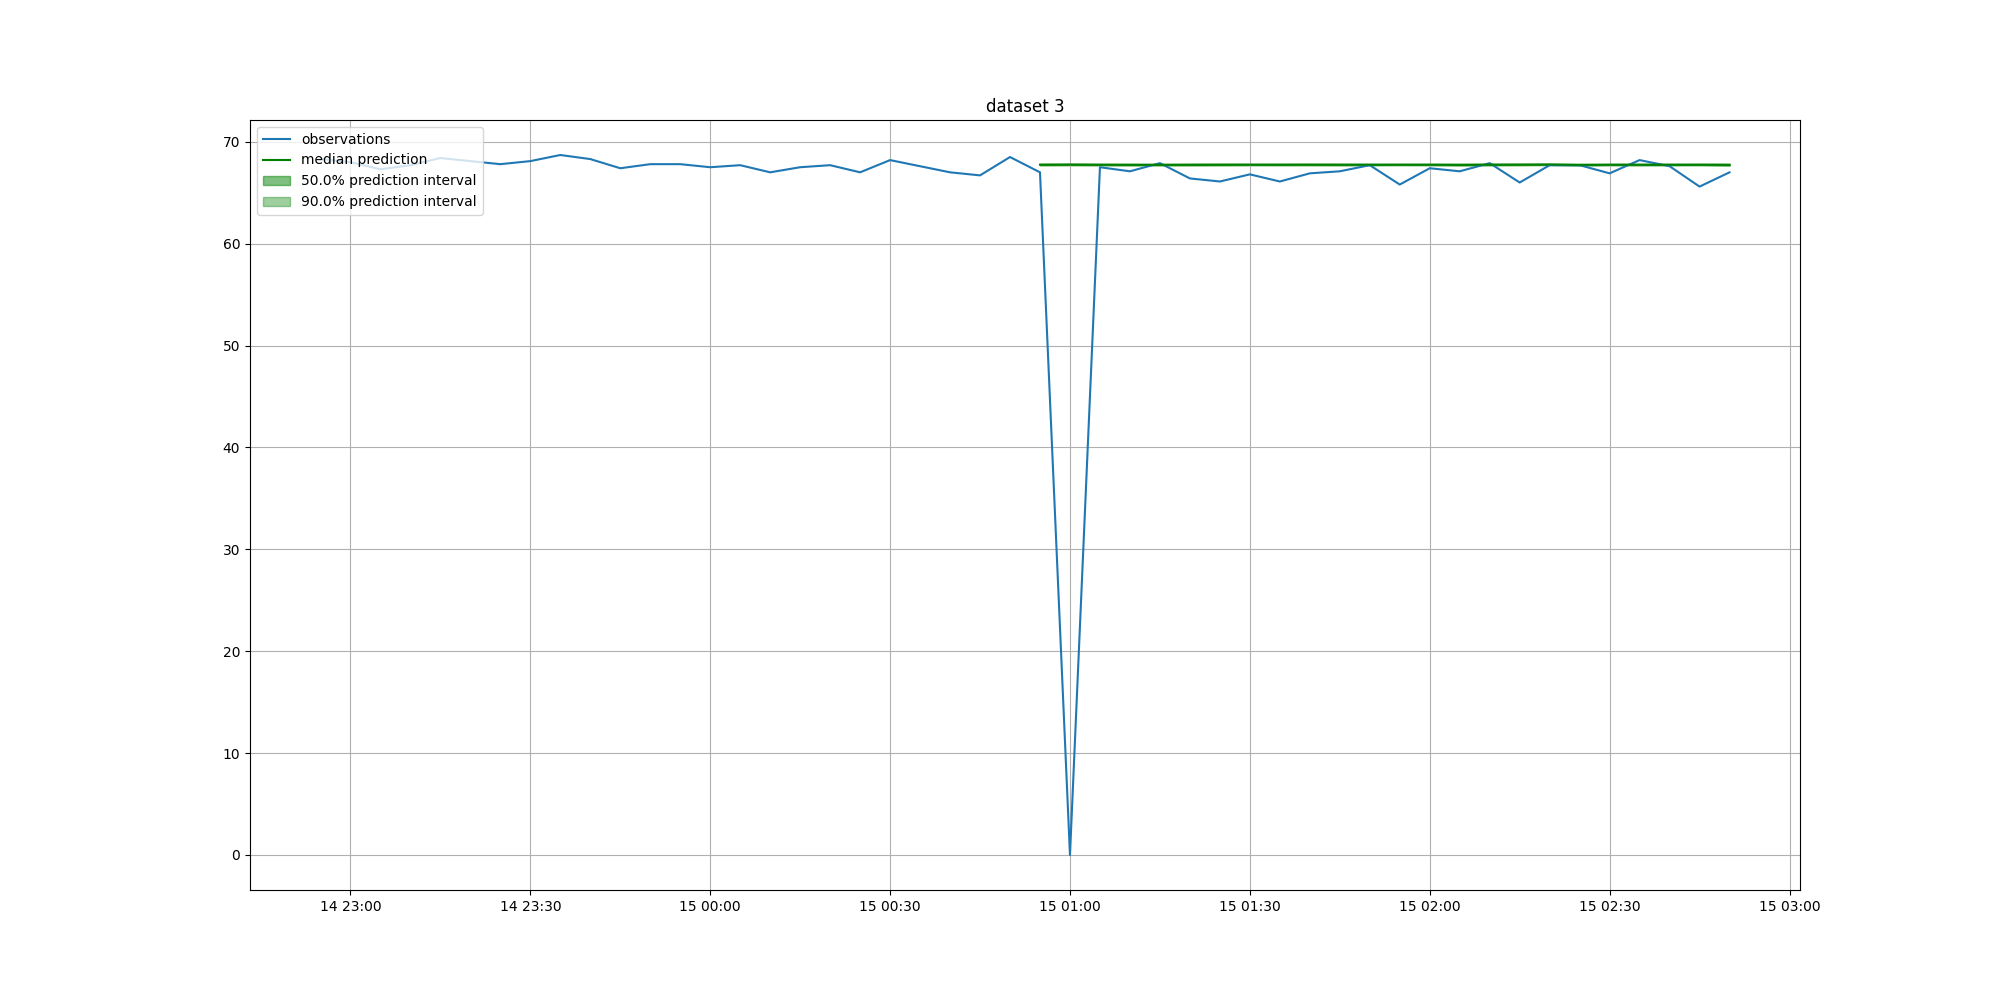 dataset 3
observations
median prediction
50.0% prediction interval
90.0% prediction interval
70
60
50
40
30
20
10
0
14 23:00 14 23:30 15 00:00 15 00:30 15 01:00 15 01:30 15 02:00 15 02:30 15 03:00